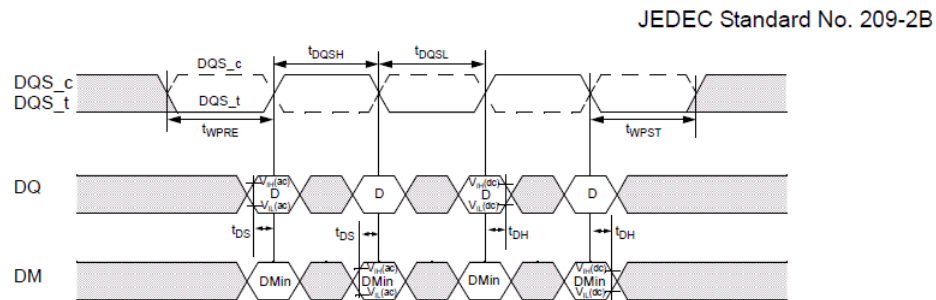 JEDEC Standard No. 209-2B
tDQSH tDQSL
DQS_c
DQS_c
DQS_t
DQS_t
tWPRE tWPST
VIH(ac) VIH(dc)
DQ D D D D
VIL(ac) VIL(dc)
tDS tDS tDH tDH
VIH(ac) VIH(dc)
DM DMin DMin DMin DMin
VIL(ac) VIL(dc)